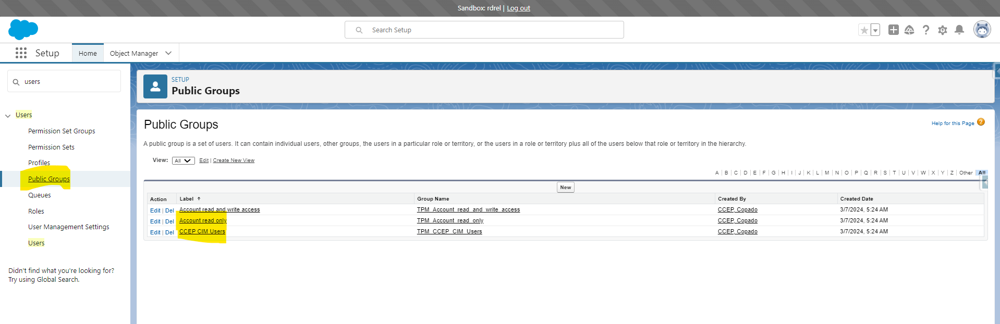 Sandbox: rdrel | Log out
Search Setup
Setup
Home
Object Manager
users
Users
Permission Set Groups
Permission Sets
Profiles
Public Groups
Queues
Roles
User Management Settings
Users
Didn't find what you're looking for?
Try using Global Search.
SETUP
Public Groups
Public Groups
Help for this Page ?
A public group is a set of users. It can contain individual users, other groups, the users in a particular role or territory, or the users in a role or territory plus all of the users below that role or territory in the hierarchy.
View: All Edit | Create New View
A | B | C | D | E | F | G | H | I | J | K | L | M | N | O | P | Q | R | S | T | U | V | W | X | Y | Z | Other | All
New
Action Label ↑ Group Name Created By Created Date
Edit | Del Account read and write access TPM_Account_read_and_write_access CCEP, Copado 3/7/2024, 5:24 AM
Edit | Del Account read only TPM_Account_read_only CCEP, Copado 3/7/2024, 5:24 AM
Edit | Del CCEP CIM Users TPM_CCEP_CIM_Users CCEP, Copado 3/7/2024, 5:24 AM